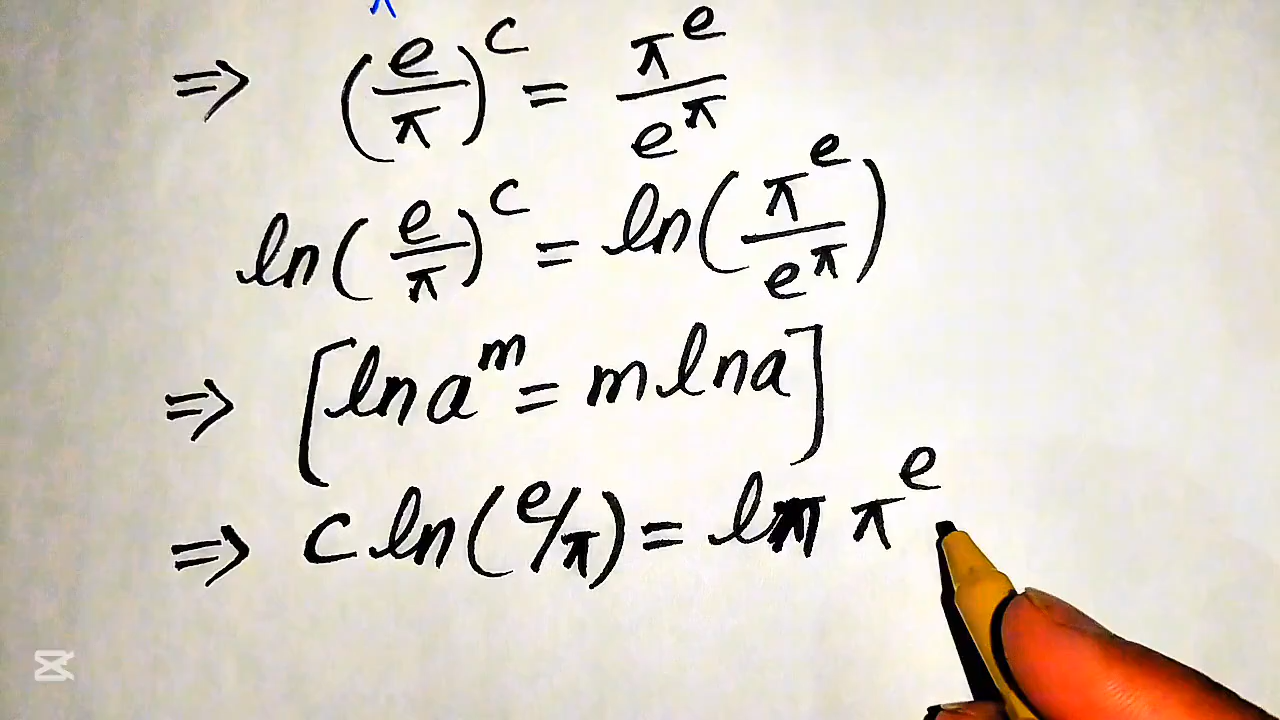 ⇒ (e/π)^c = π^e/e^π
ln(e/π)^c = ln(π^e/e^π)
⇒ [ln a^m = m ln a]
⇒ c ln(e/π) = ln π^e